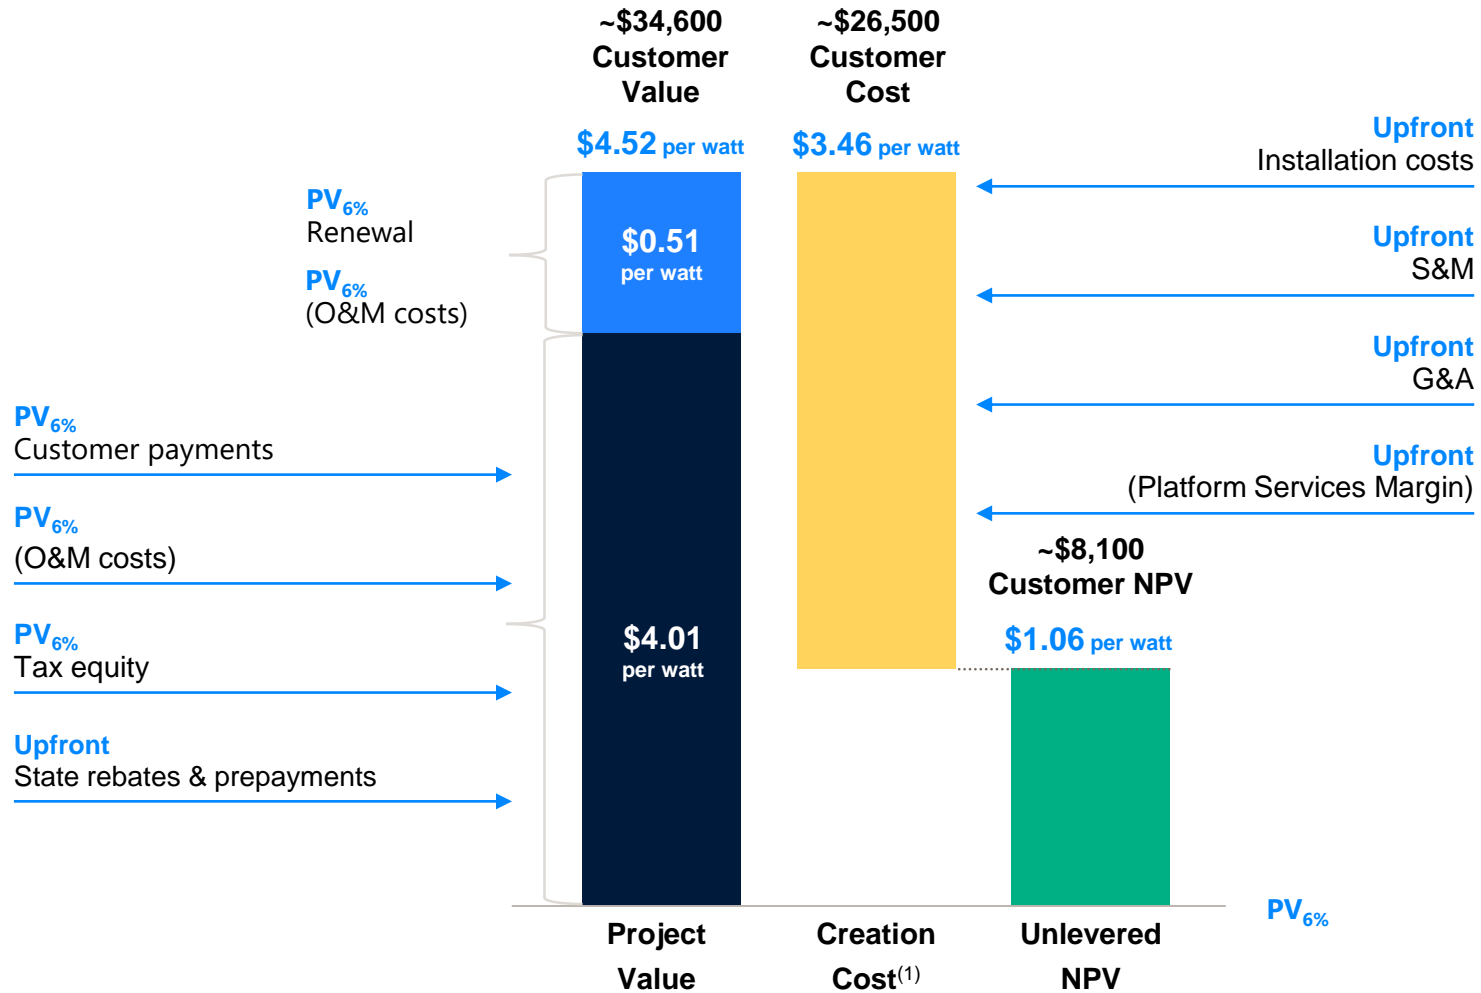 ~$34,600
Customer
Value
$4.52 per watt
~$26,500
Customer
Cost
$3.46 per watt
PV6%
Renewal
PV6%
(O&M costs)
$0.51
per watt
PV6%
Customer payments
PV6%
(O&M costs)
PV6%
Tax equity
Upfront
State rebates & prepayments
$4.01
per watt
Upfront
Installation costs
Upfront
S&M
Upfront
G&A
Upfront
(Platform Services Margin)
~$8,100
Customer NPV
$1.06 per watt
PV6%
Project
Value
Creation
Cost(1)
Unlevered
NPV